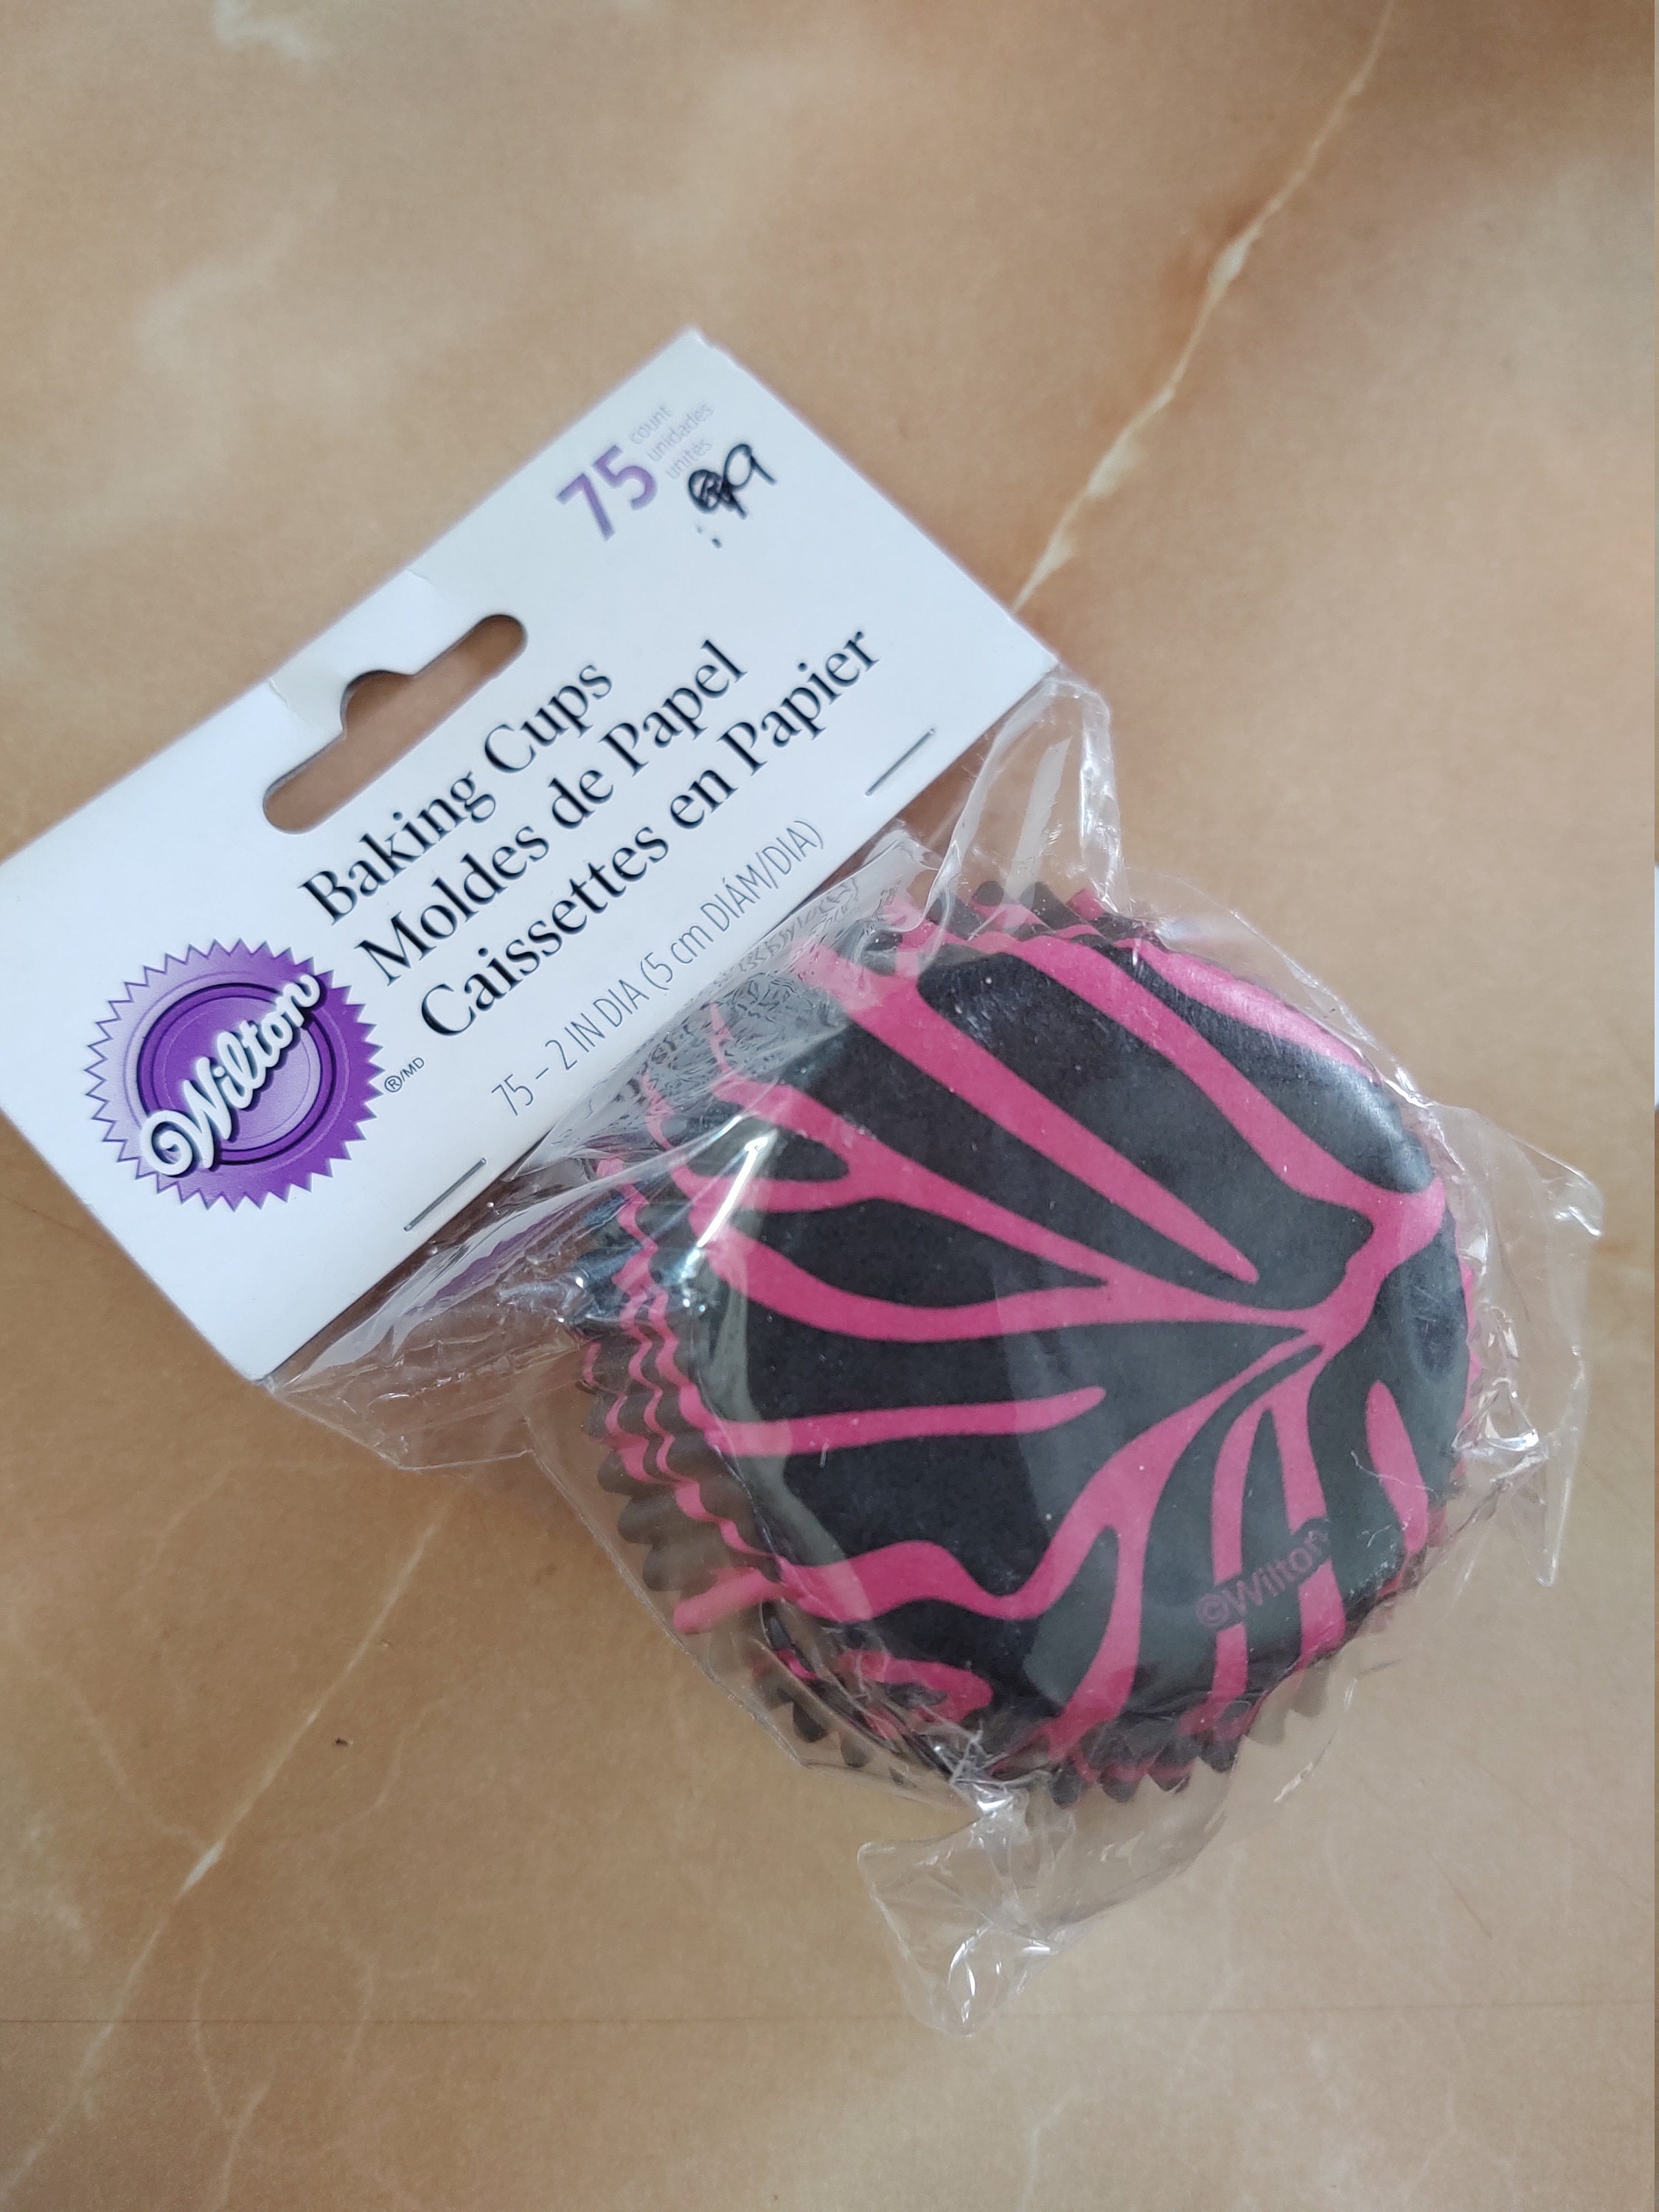 75
count
unidades
unités
99
Baking Cups
Moldes de Papel
Caissettes en Papier
75 – 2 IN DIA (5 cm DIÁM/DIA)
Wilton
®/MD
©Wilton